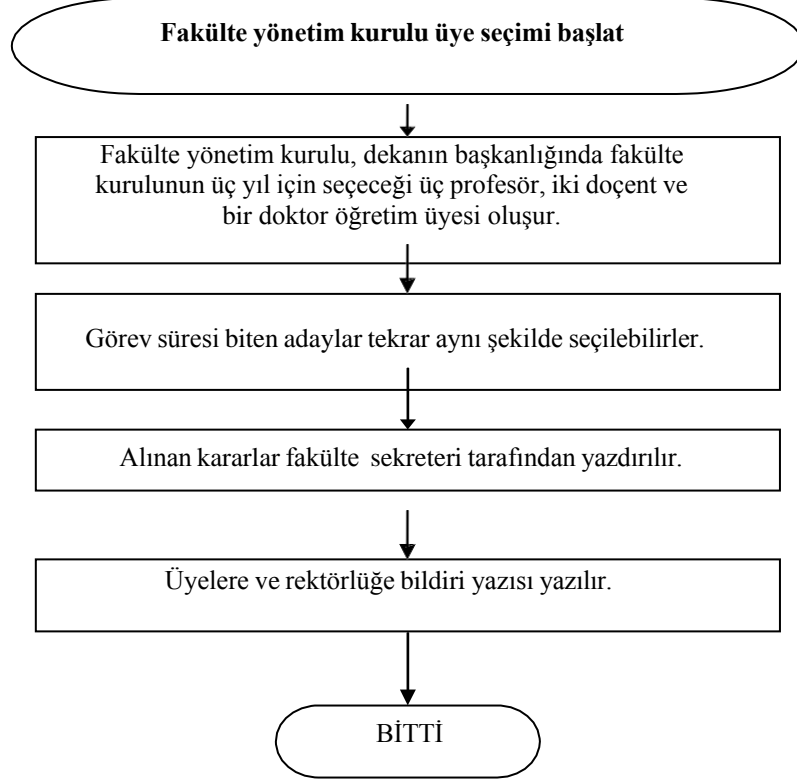 Fakülte yönetim kurulu üye seçimi başlat
Fakülte yönetim kurulu, dekanın başkanlığında fakülte
kurulunun üç yıl için seçeceği üç profesör, iki doçent ve
bir doktor öğretim üyesi oluşur.
Görev süresi biten adaylar tekrar aynı şekilde seçilebilirler.
Alınan kararlar fakülte sekreteri tarafından yazdırılır.
Üyelere ve rektörlüğe bildiri yazısı yazılır.
BİTTİ